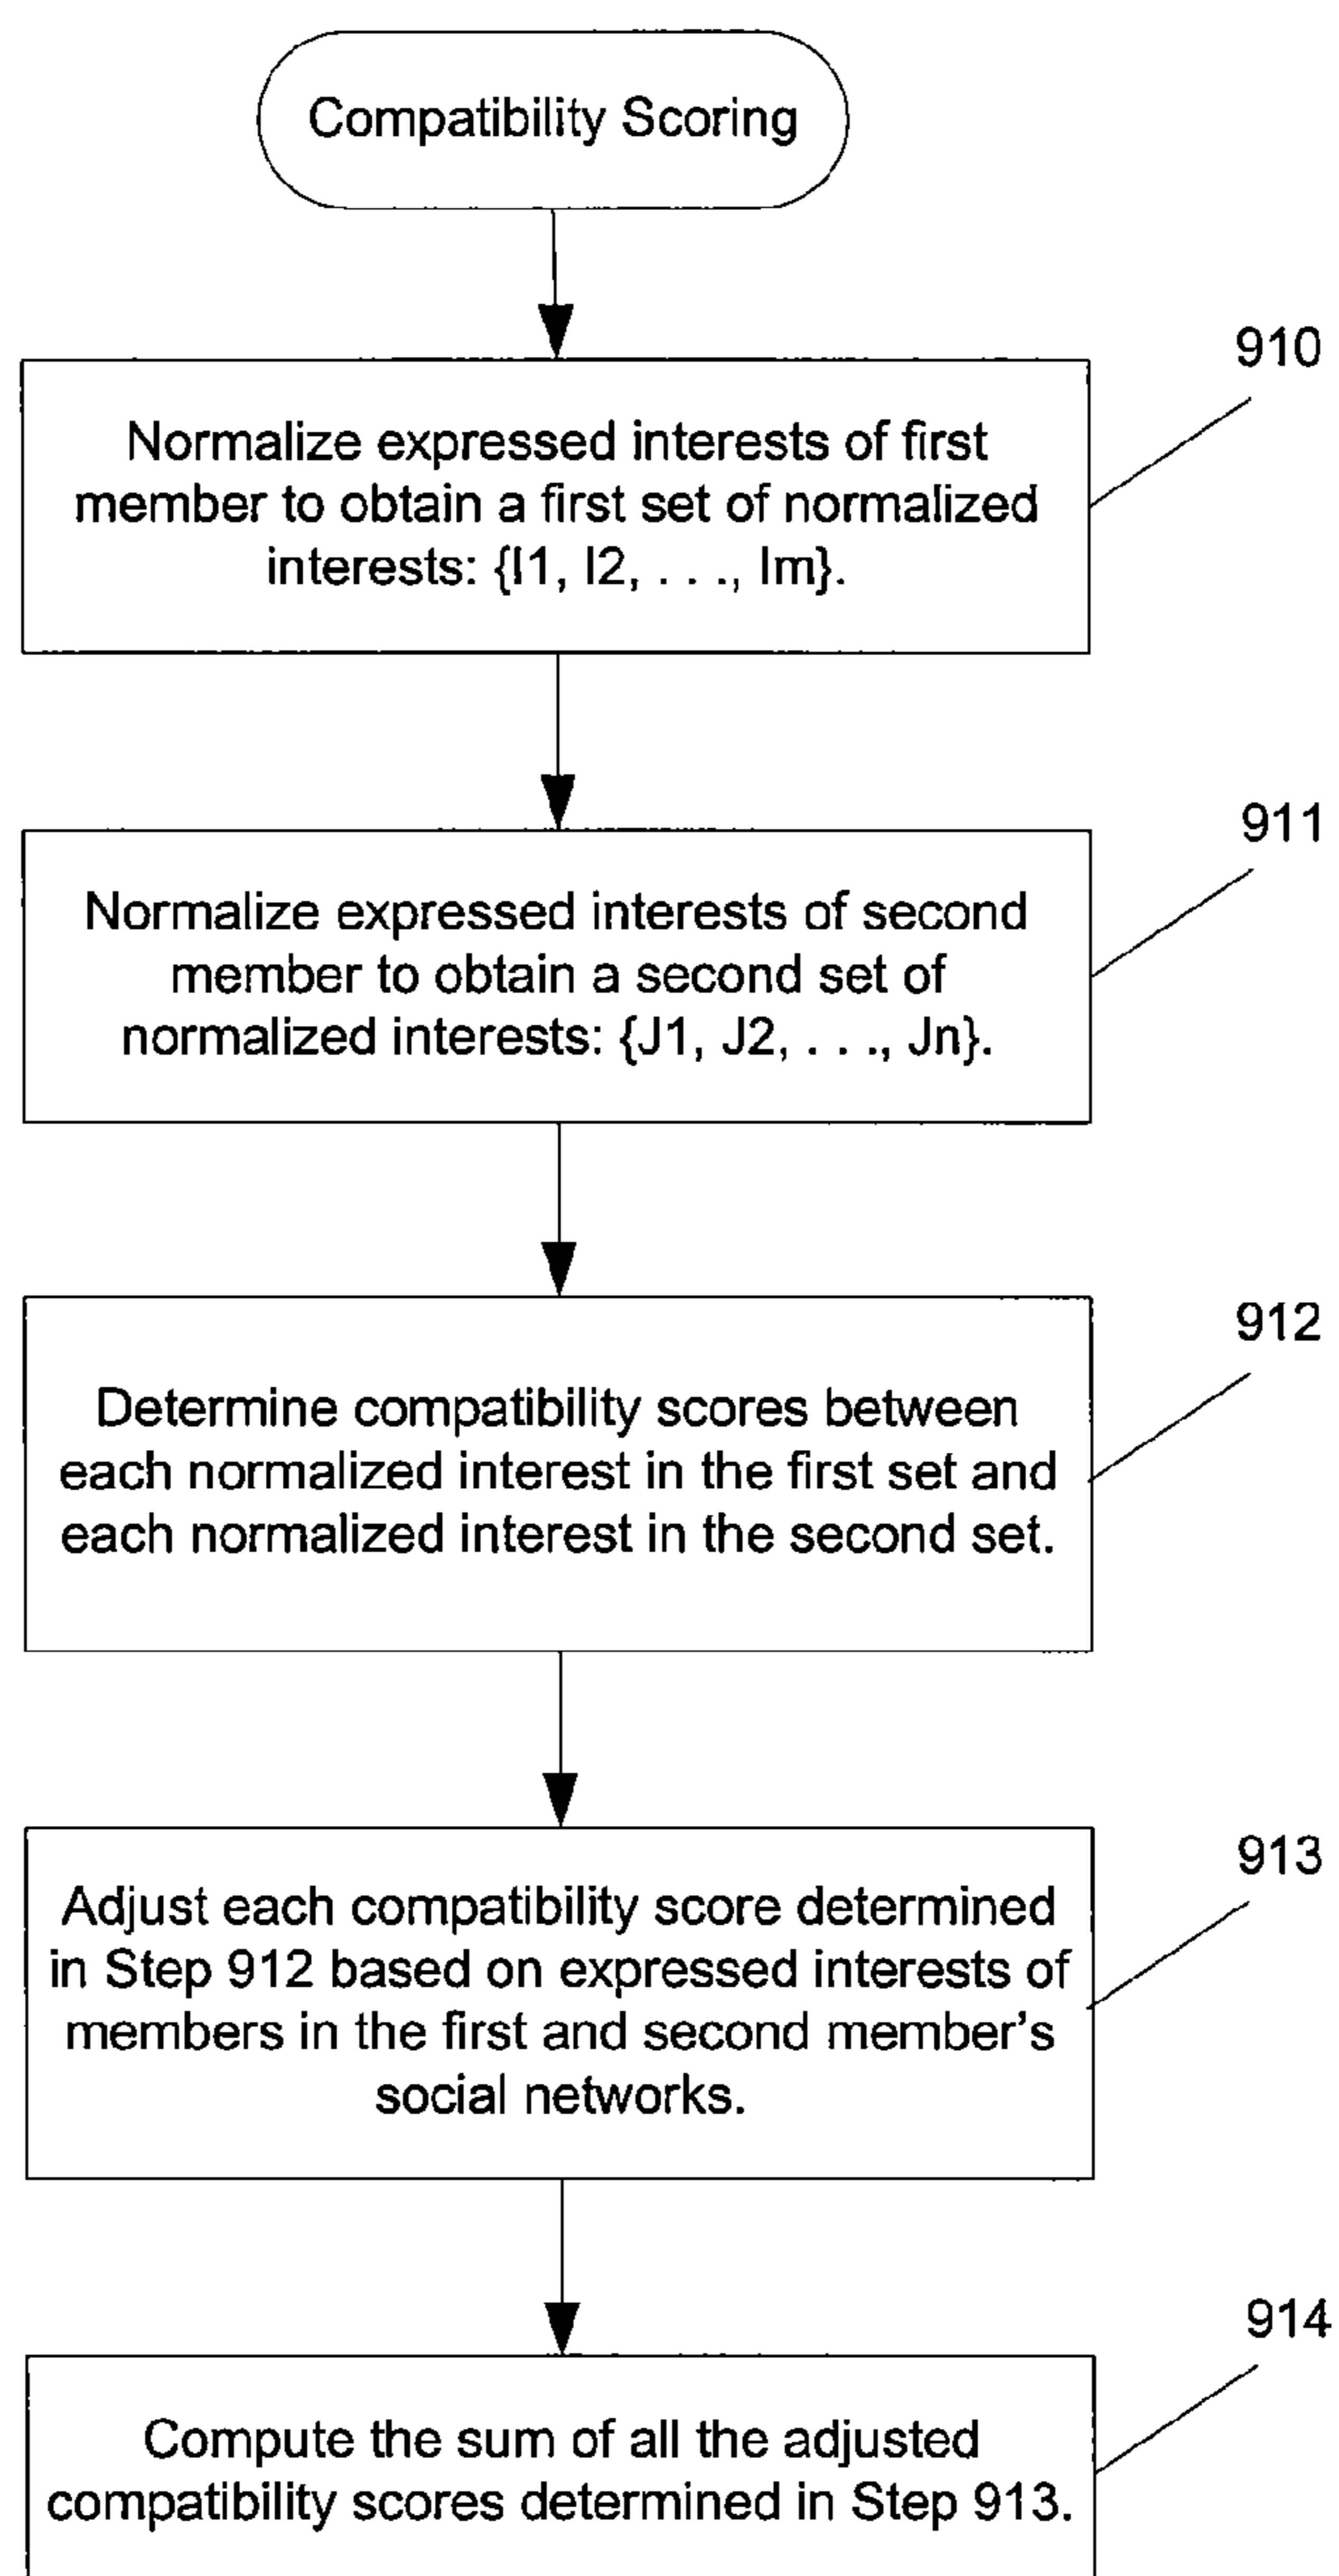 Compatibility Scoring
910
Normalize expressed interests of first
member to obtain a first set of normalized
interests: {I1, I2, . . ., Im}.
911
Normalize expressed interests of second
member to obtain a second set of
normalized interests: {J1, J2, . . ., Jn}.
912
Determine compatibility scores between
each normalized interest in the first set and
each normalized interest in the second set.
913
Adjust each compatibility score determined
in Step 912 based on expressed interests of
members in the first and second member’s
social networks.
914
Compute the sum of all the adjusted
compatibility scores determined in Step 913.